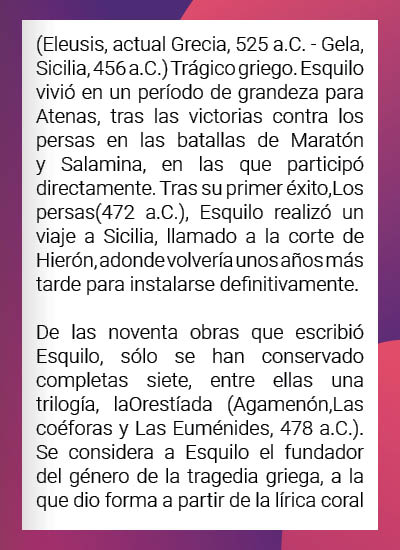 (Eleusis, actual Grecia, 525 a.C. - Gela,
Sicilia, 456 a.C.) Trágico griego. Esquilo
vivió en un período de grandeza para
Atenas, tras las victorias contra los
persas en las batallas de Maratón
y Salamina, en las que participó
directamente. Tras su primer éxito,Los
persas(472 a.C.), Esquilo realizó un
viaje a Sicilia, llamado a la corte de
Hierón, adonde volvería unos años más
tarde para instalarse definitivamente.

De las noventa obras que escribió
Esquilo, sólo se han conservado
completas siete, entre ellas una
trilogía, laOrestíada (Agamenón,Las
coéforas y Las Euménides, 478 a.C.).
Se considera a Esquilo el fundador
del género de la tragedia griega, a la
que dio forma a partir de la lírica coral